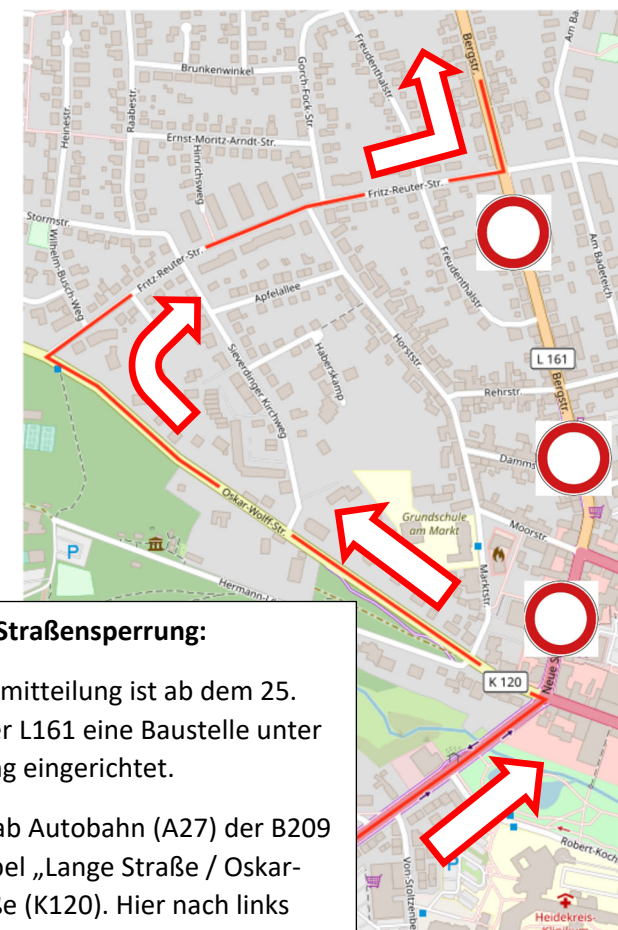 Bergstr.
Am Ba
Freudenthalstr.
Gorch-Fock-Str.
Brunkenwinkel
Heinestr.
Raabestr.
Ernst-Moritz-Arndt-Str.
Hinrichsweg
Fritz-Reuter-Str.
Stormstr.
Wilhelm-Busch-Weg
Fritz-Reuter-Str.
Am Badeteich
Freudenthalstr.
Apfelallee
Haberskamp
Horststr.
L 161
Bergstr.
Sieverdinger Kirchweg
Rehrstr.
Damms
Oskar-Wolff-Str.
Grundschule
am Markt
Moorstr.
P
Marktstr.
Hermann-L
K 120
Neue S
Straßensperrung:
mitteilung ist ab dem 25.
er L161 eine Baustelle unter
ng eingerichtet.
ab Autobahn (A27) der B209
pel „Lange Straße / Oskar-
ße (K120). Hier nach links
Von-Stoltzenbe
P
Robert-Koch
Heidekreis-
Klinikum